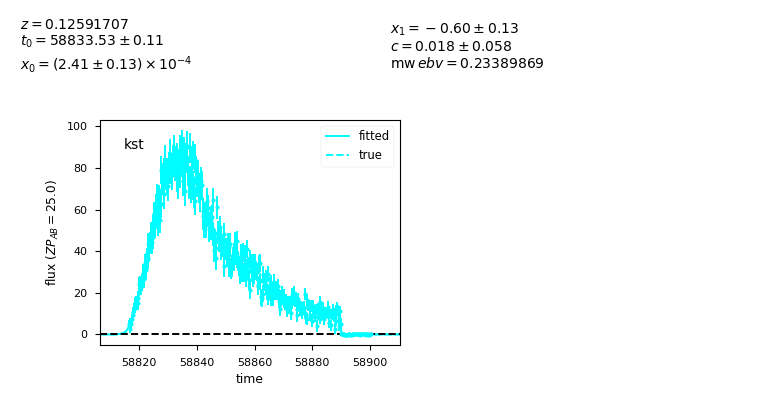 z = 0.12591707
t₀ = 58833.53 ± 0.11
x₀ = (2.41 ± 0.13) × 10⁻⁴
x₁ = −0.60 ± 0.13
c = 0.018 ± 0.058
mw ebv = 0.23389869
kst
fitted
true
flux (ZP_AB = 25.0)
100
80
60
40
20
0
58820 58840 58860 58880 58900
time